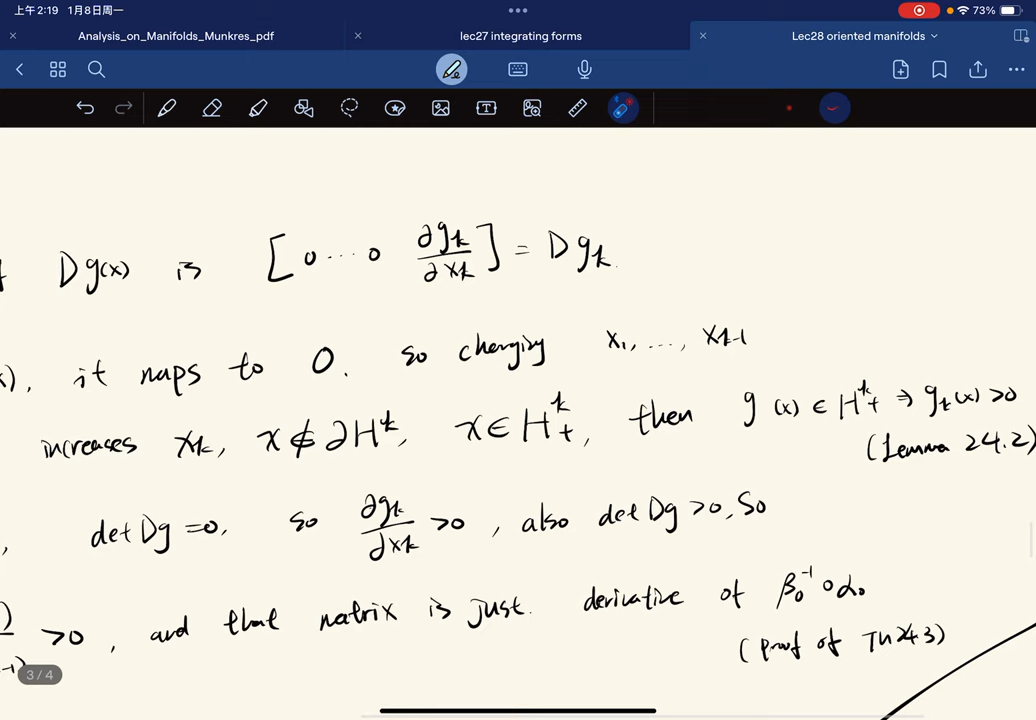 上午2:19 1月8日周一
73%
Analysis_on_Manifolds_Munkres_pdf
lec27 integrating forms
Lec28 oriented manifolds
Dg(x) is [0 ⋯ 0 ∂gₖ/∂xₖ] = Dgₖ.
it maps to 0. so changing x₁, ..., xₖ₋₁
increases xₖ, x ∉ ∂Hᵏ, x ∈ Hᵏ₊, then g(x) ∈ Hᵏ₊ ⇒ gₖ(x) >0
(Lemma 24.2)
det Dg =0, so ∂gₖ/∂xₖ >0, also det Dg >0, So
>0, and that matrix is just. derivative of β₀⁻¹∘α₀
(proof of Th 24.3)
3 / 4